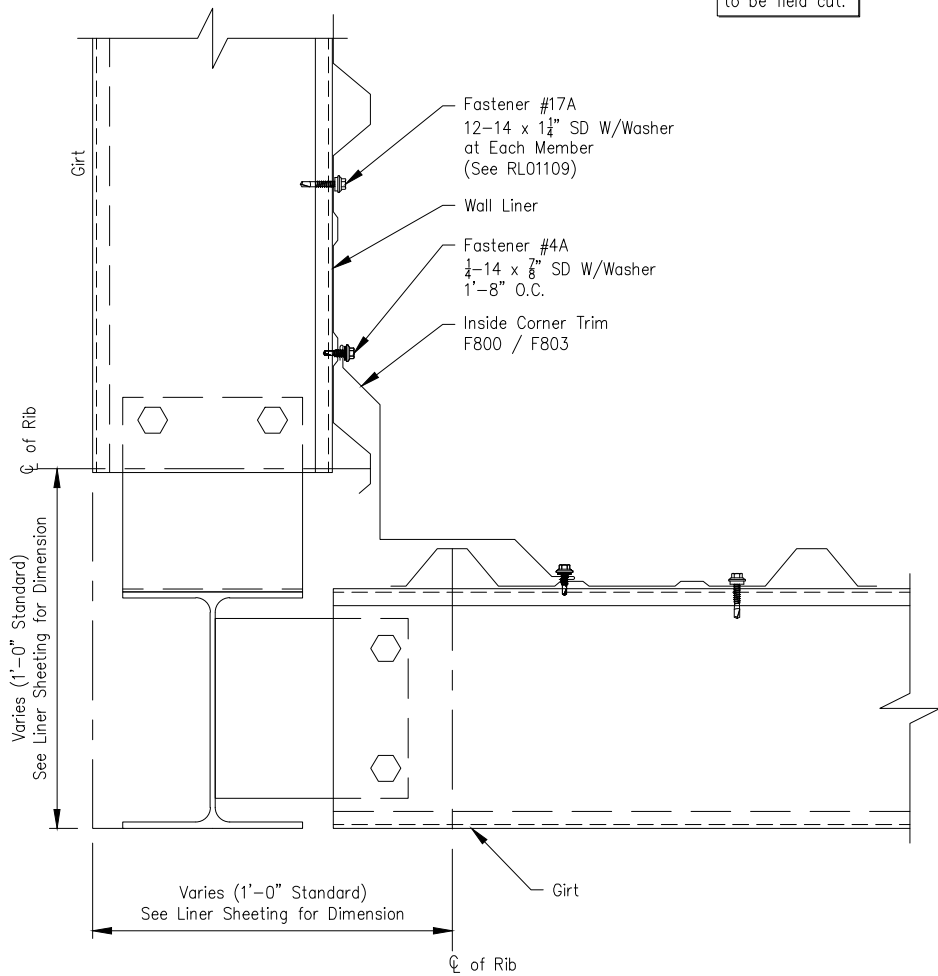 to be field cut.
Fastener #17A
12-14 x 1¼" SD W/Washer
at Each Member
(See RL01109)
Girt
Wall Liner
Fastener #4A
¼-14 x ⅞" SD W/Washer
1'-8" O.C.
Inside Corner Trim
F800 / F803
℄ of Rib
Varies (1'-0" Standard)
See Liner Sheeting for Dimension
Girt
Varies (1'-0" Standard)
See Liner Sheeting for Dimension
℄ of Rib